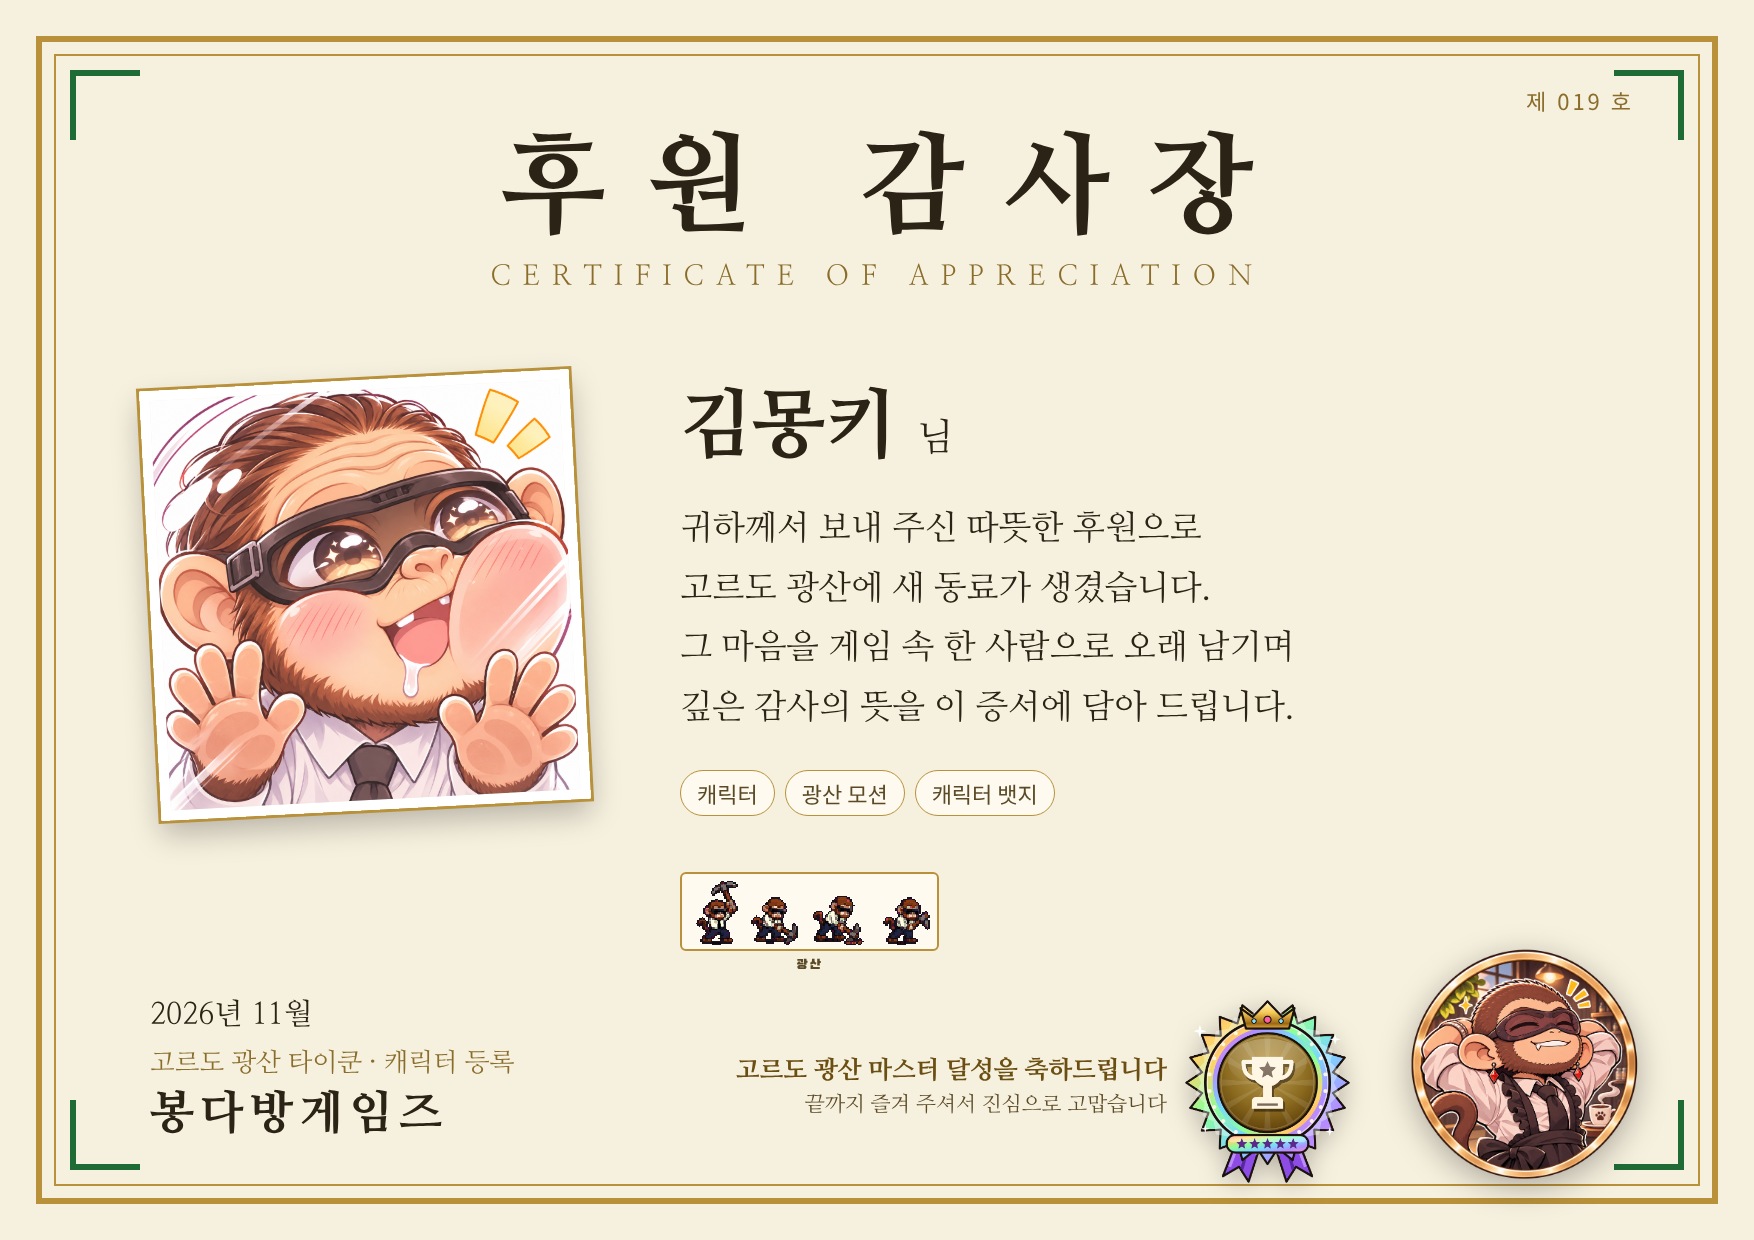 제 019 호
후원 감사장
CERTIFICATE OF APPRECIATION
김몽키 님
귀하께서 보내 주신 따뜻한 후원으로
고르도 광산에 새 동료가 생겼습니다.
그 마음을 게임 속 한 사람으로 오래 남기며
깊은 감사의 뜻을 이 증서에 담아 드립니다.
캐릭터 광산 모션 캐릭터 뱃지
광산
2026년 11월
고르도 광산 타이쿤 · 캐릭터 등록
봉다방게임즈
고르도 광산 마스터 달성을 축하드립니다
끝까지 즐겨 주셔서 진심으로 고맙습니다